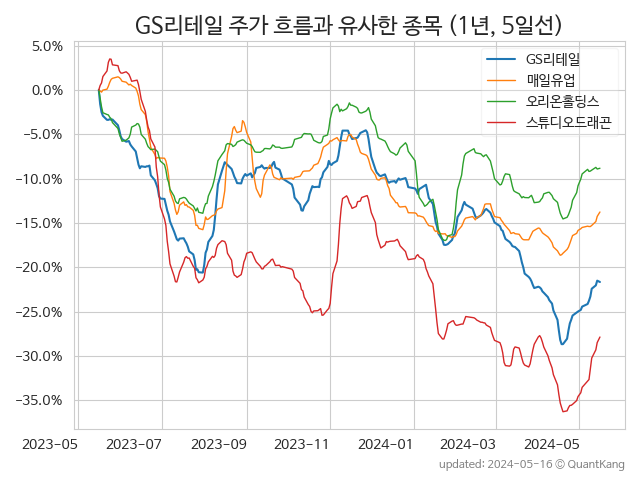 GS리테일 주가 흐름과 유사한 종목 (1년, 5일선)
5.0%
0.0%
−5.0%
−10.0%
−15.0%
−20.0%
−25.0%
−30.0%
−35.0%
GS리테일
매일유업
오리온홀딩스
스튜디오드래곤
2023-05 2023-07 2023-09 2023-11 2024-01 2024-03 2024-05
updated: 2024-05-16 © QuantKang